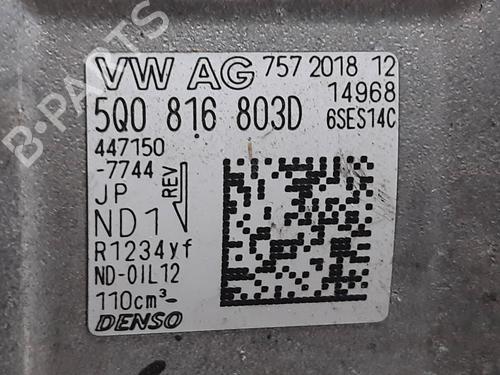 VW AG 757 2018 12
14968
5Q0 816 803D 6SES14C
447150
-7744
JP REV
ND1
R1234yf
ND-OIL12
110cm³
DENSO
B-PARTS